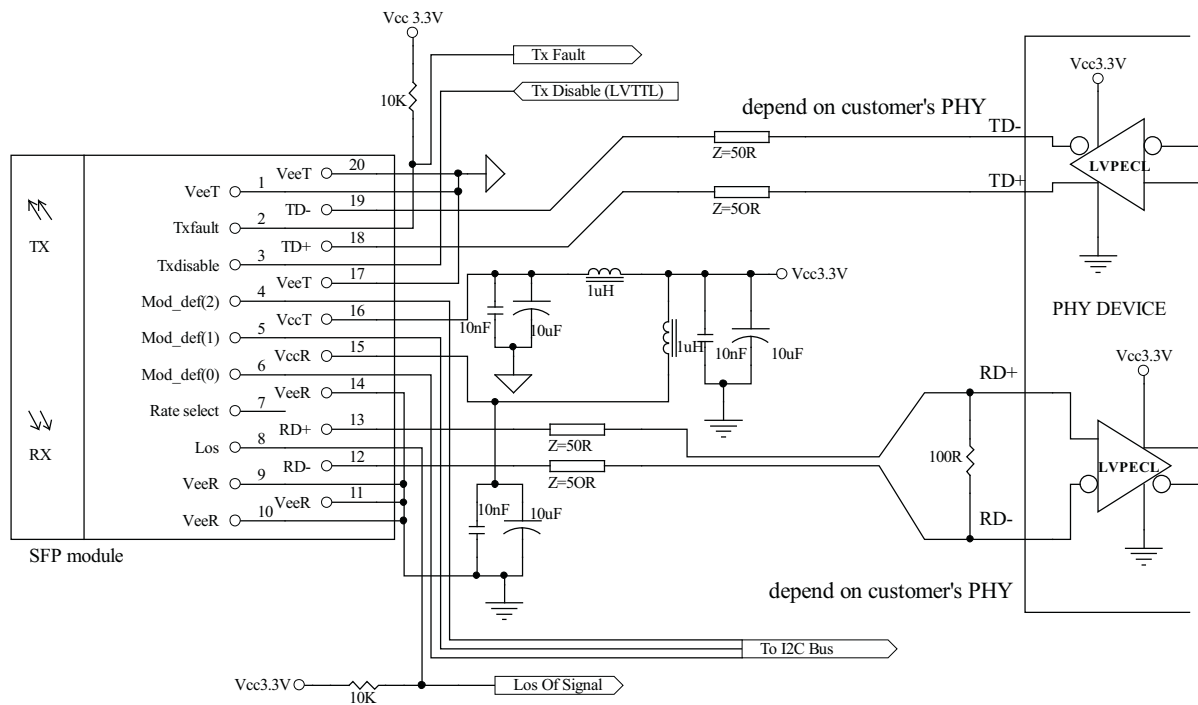 Vcc 3.3V
Tx Fault
10K
Tx Disable (LVTTL)
Vcc3.3V
depend on customer's PHY
TD-
Z=50R
LVPECL
TD+
Z=5OR
20
VeeT
1
VeeT
19
TD-
2
Txfault
18
TD+
TX
3
Txdisable
17
VeeT
4
Mod_def(2)
16
VccT
5
Mod_def(1)
15
VccR
6
Mod_def(0)
14
VeeR
7
Rate select
13
RD+
8
Los
12
RD-
RX
9
VeeR
11
VeeR
10
VeeR
SFP module
1uH
Vcc3.3V
10nF
10uF
1uH
10nF
10uF
PHY DEVICE
Vcc3.3V
RD+
Z=50R
Z=5OR
100R
LVPECL
RD-
10nF
10uF
depend on customer's PHY
To I2C Bus
Vcc3.3V
10K
Los Of Signal